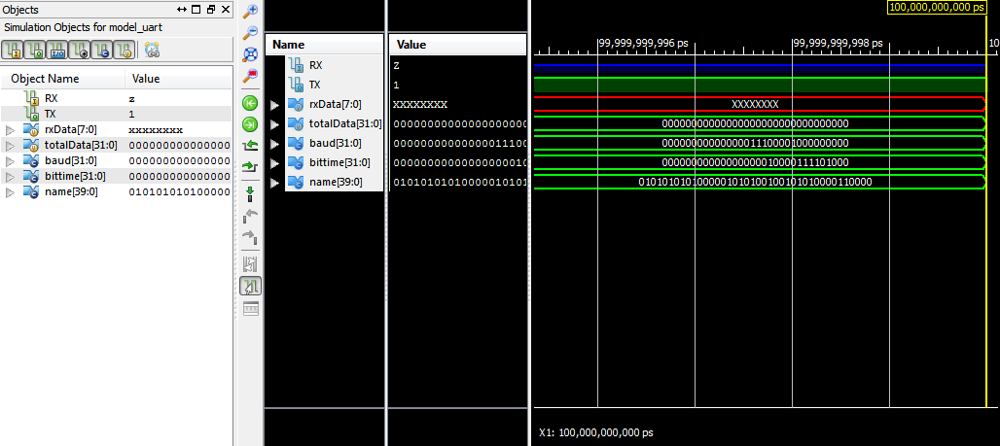 Objects
Simulation Objects for model_uart
Object Name Value
RX z
TX 1
rxData[7:0] xxxxxxxx
totalData[31:0] 000000000000000
baud[31:0] 000000000000000
bittime[31:0] 000000000000000
name[39:0] 010101010100000
Name Value
RX z
TX 1
rxData[7:0] XXXXXXXX
totalData[31:0] 00000000000000000000
baud[31:0] 00000000000000011100
bittime[31:0] 00000000000000000010
name[39:0] 01010101010000010101
100,000,000,000 ps
99,999,999,996 ps 99,999,999,998 ps 10
XXXXXXXX
00000000000000000000000000000000
00000000000000011100001000000000
00000000000000000010000111101000
0101010101000001010100100101010000110000
X1: 100,000,000,000 ps